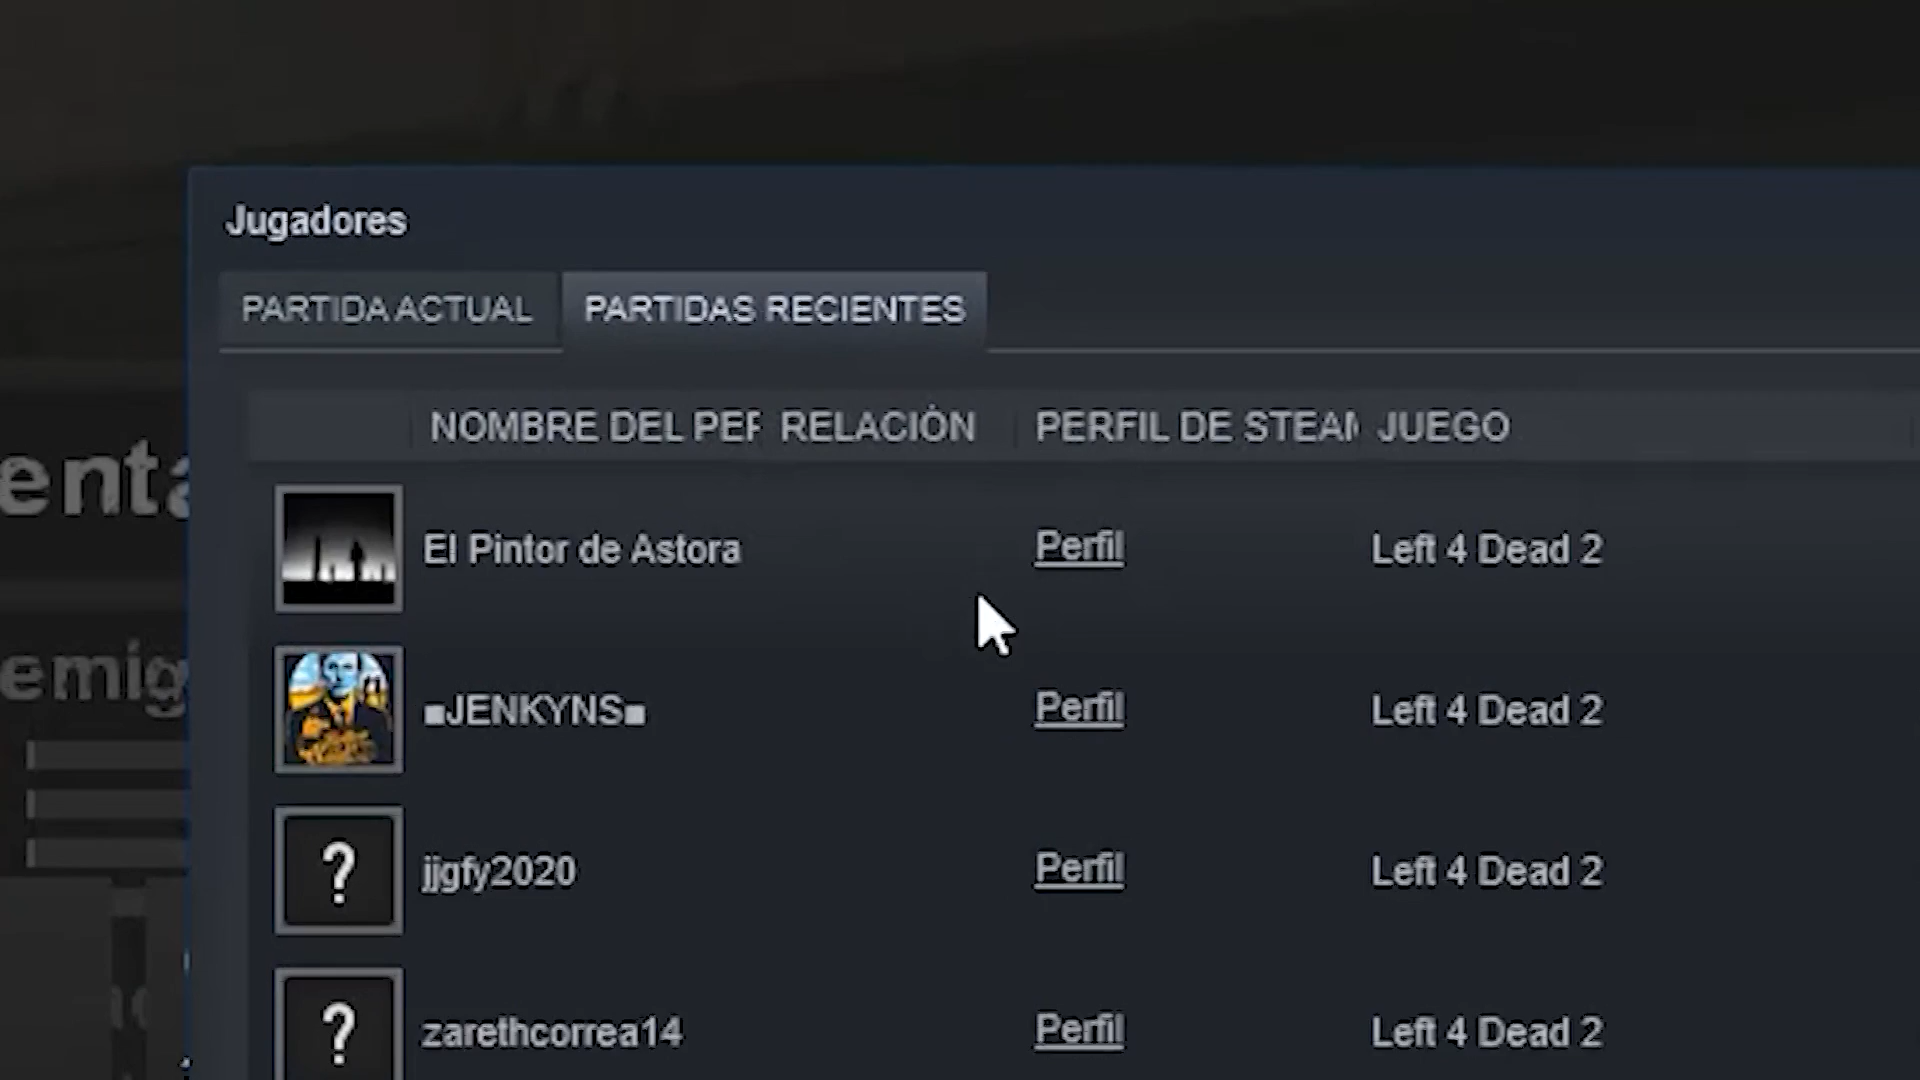 Jugadores
PARTIDA ACTUAL PARTIDAS RECIENTES
NOMBRE DEL PER RELACIÓN PERFIL DE STEAM JUEGO
El Pintor de Astora Perfil Left 4 Dead 2
■JENKYNS■ Perfil Left 4 Dead 2
jjgfy2020 Perfil Left 4 Dead 2
zarethcorrea14 Perfil Left 4 Dead 2